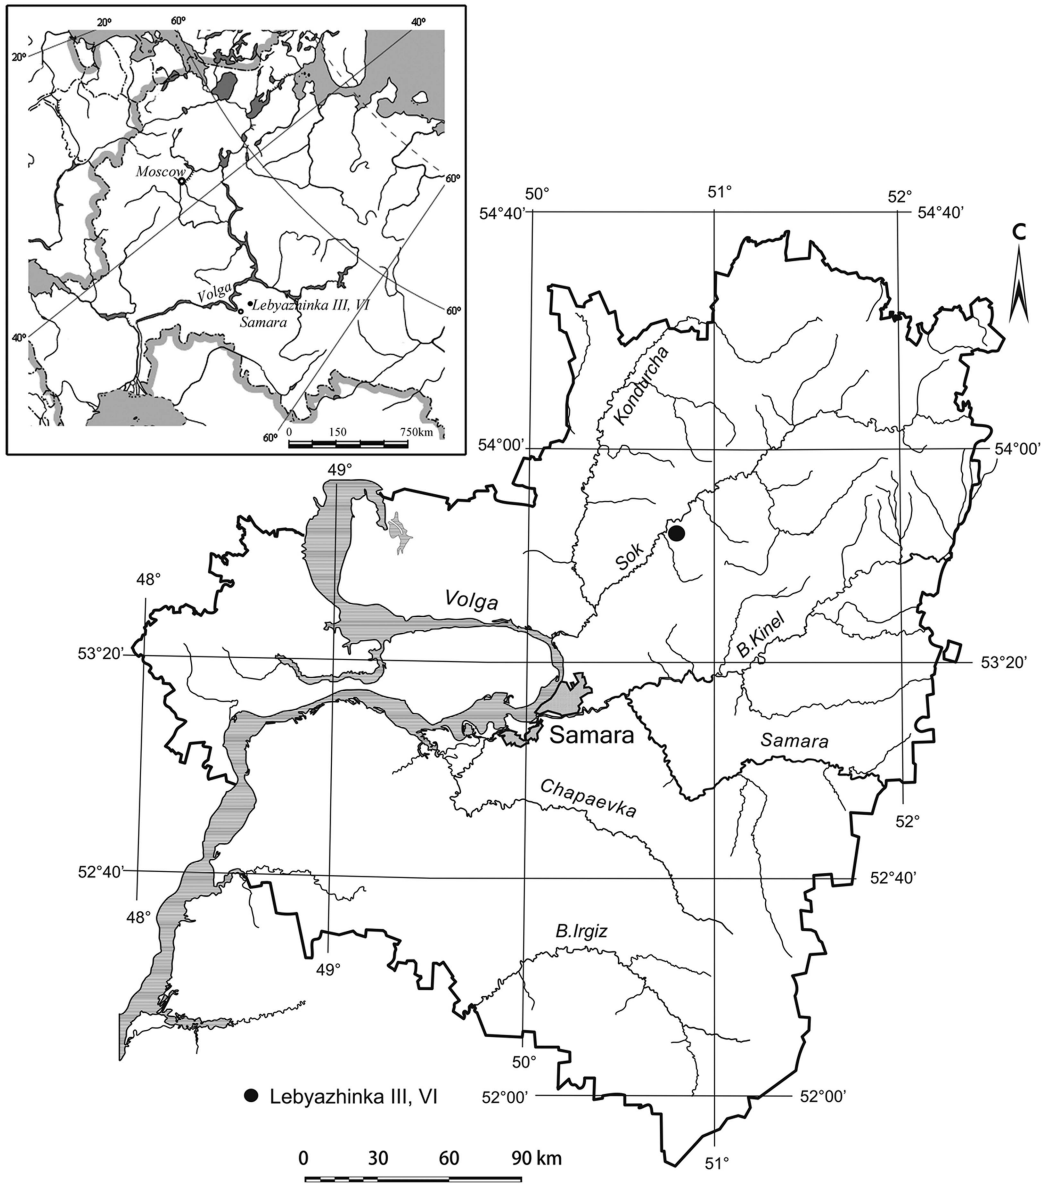 20°
60°
40°
20°
Moscow
60°
Volga
Lebyazhinka III, VI
Samara
60°
40°
60°
0 150 750km
50°
51°
52°
54°40'
54°40'
C
Kondurcha
54°00'
54°00'
49°
Sok
48°
Volga
B.Kinel
53°20'
53°20'
Samara
Samara
Chapaevka
52°
52°40'
52°40'
48°
B.Irgiz
49°
50°
52°00'
52°00'
Lebyazhinka III, VI
51°
0 30 60 90 km